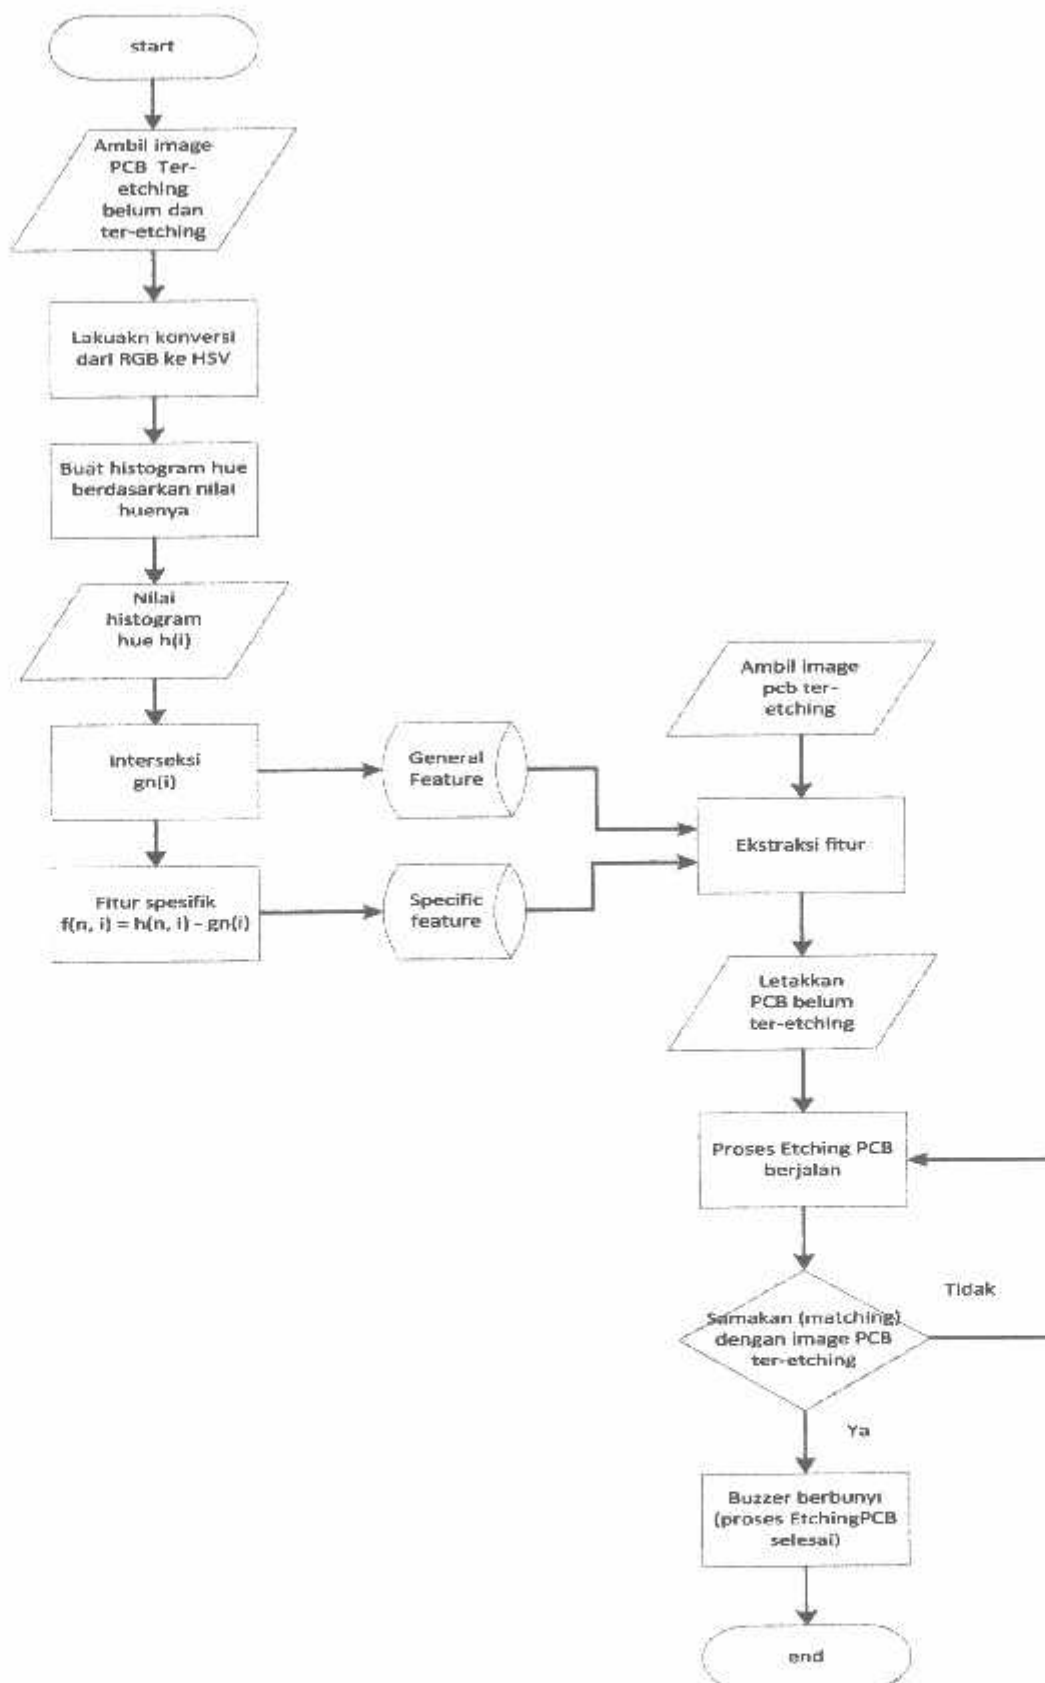 start
Ambil image
PCB Ter-
etching
belum dan
ter-etching
Lakuakn konversi
dari RGB ke HSV
Buat histogram hue
berdasarkan nilai
huenya
Nilai
histogram
hue h(i)
Interseksi
gn(i)
General
Feature
Fitur spesifik
f(n, i) = h(n, i) - gn(i)
Specific
feature
Ambil image
pcb ter-
etching
Ekstraksi fitur
Letakkan
PCB belum
ter-etching
Proses Etching PCB
berjalan
Tidak
Samakan (matching)
dengan image PCB
ter-etching
Ya
Buzzer berbunyi
(proses EtchingPCB
selesai)
end